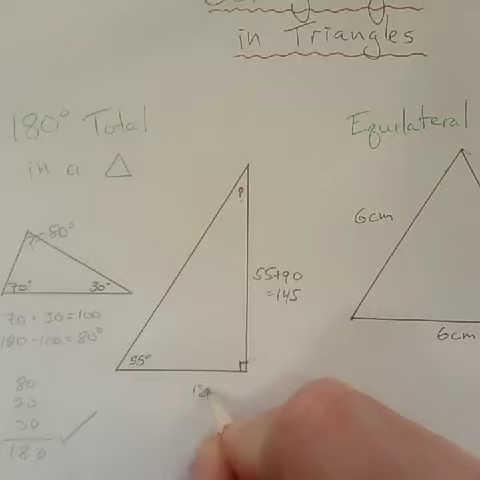 in Triangles
180° Total
in a △
80°
70°
30°
70 + 30 = 100
180 - 100 = 80°
80
30
180
P
55+90
= 145
55°
Equilateral
6cm
6cm